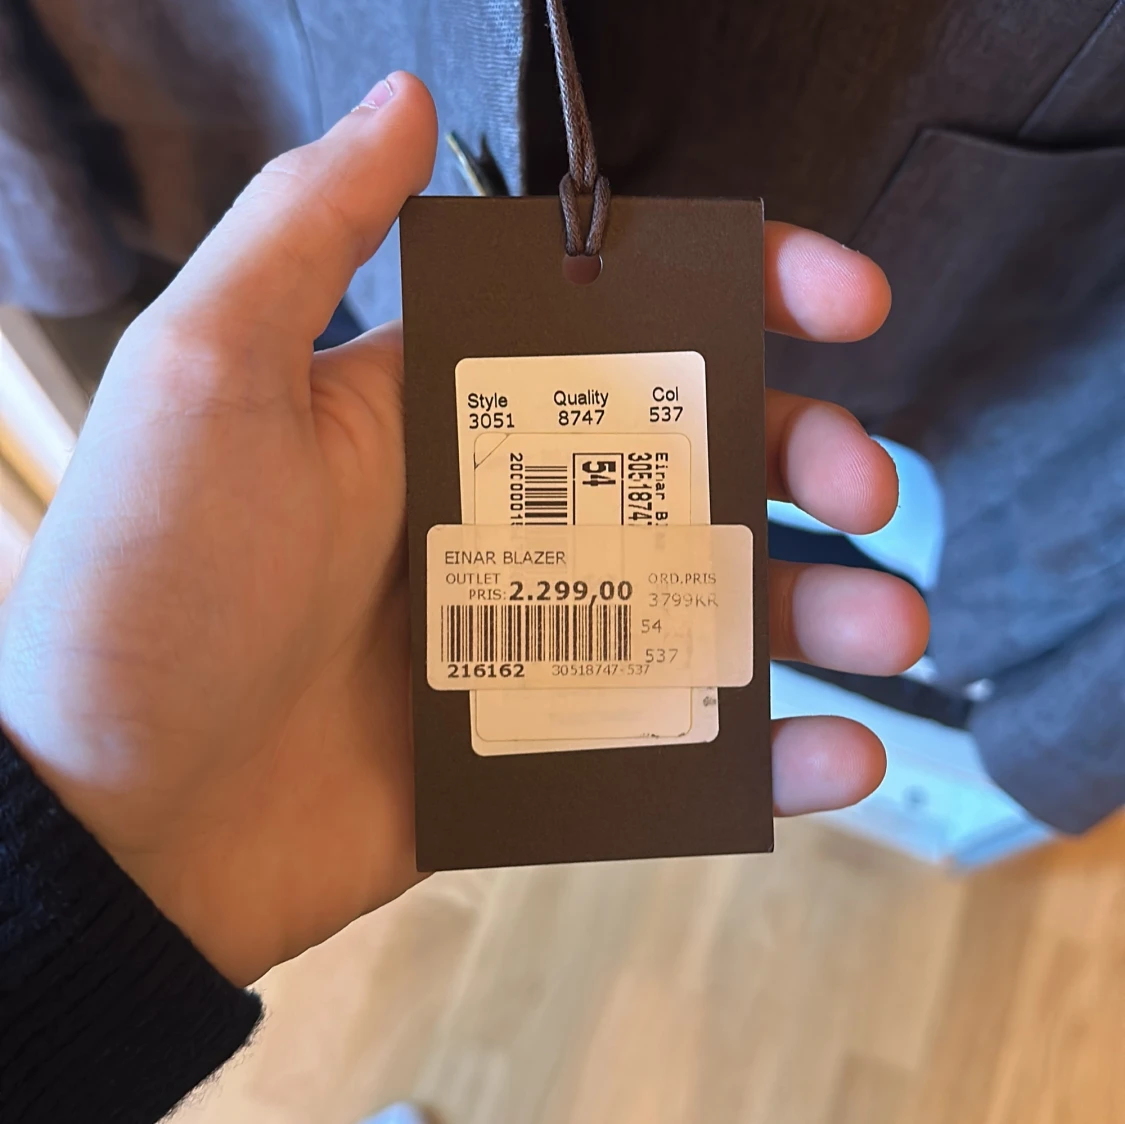 Style Quality Col
3051 8747 537
Einar
3051874
54
EINAR BLAZER
OUTLET
PRIS: 2.299,00
ORD.PRIS
3799KR
54
537
216162 30518747-537